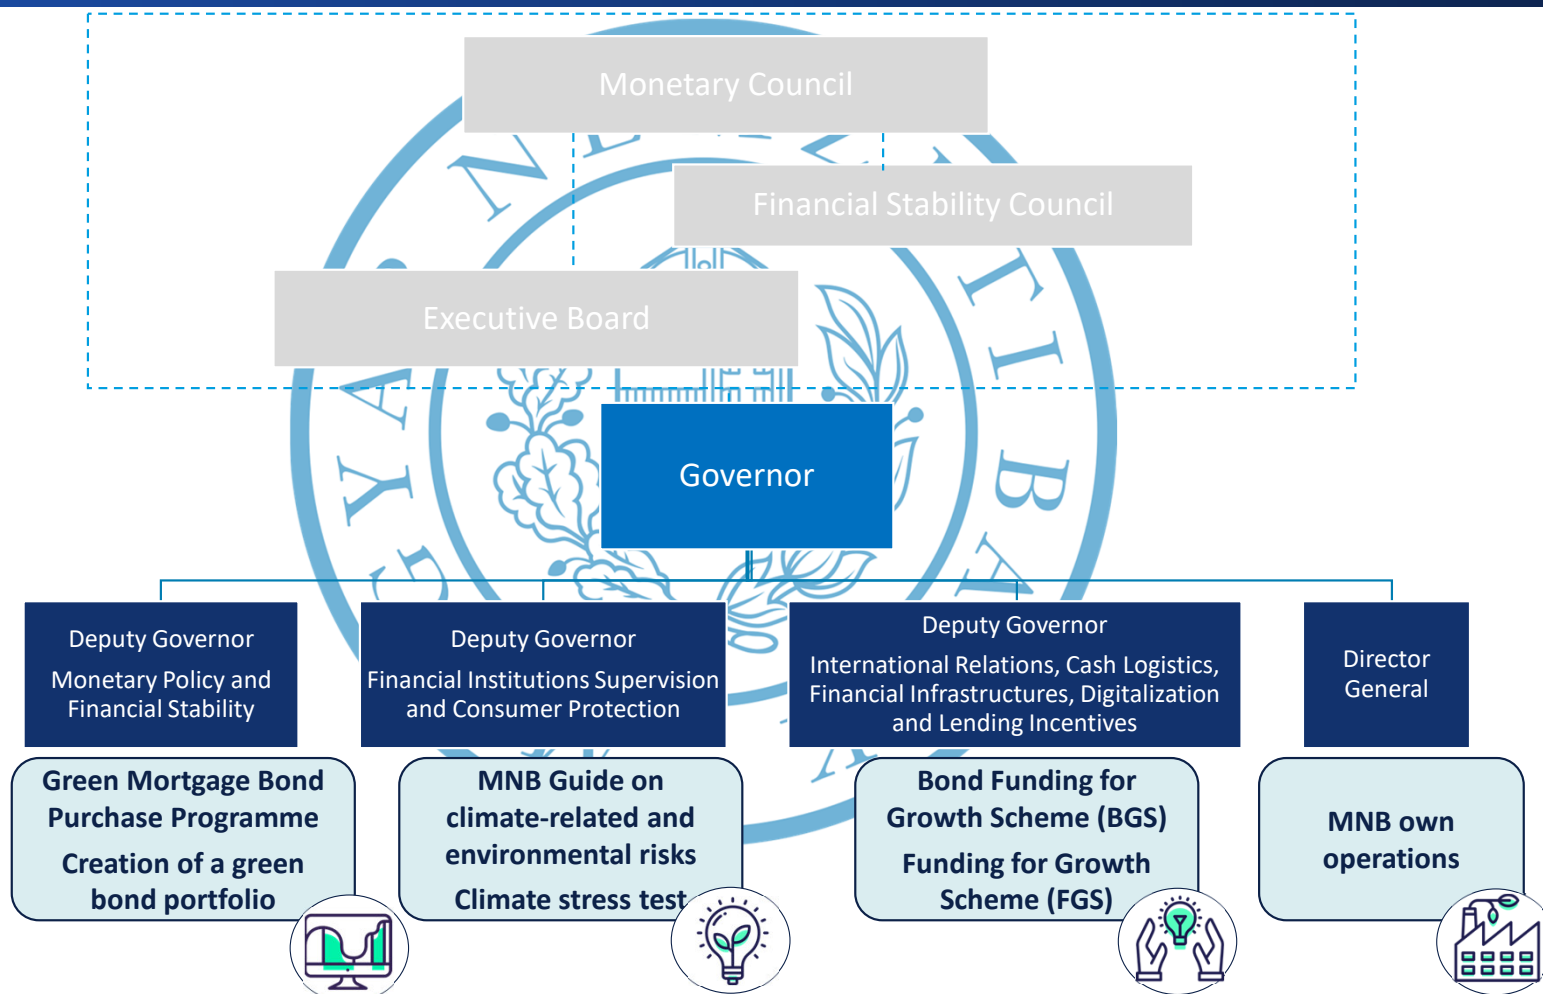 Monetary Council
Financial Stability Council
Executive Board
Governor
Deputy Governor
Monetary Policy and
Financial Stability
Deputy Governor
Financial Institutions Supervision
and Consumer Protection
Deputy Governor
International Relations, Cash Logistics,
Financial Infrastructures, Digitalization
and Lending Incentives
Director
General
Green Mortgage Bond
Purchase Programme
Creation of a green
bond portfolio
MNB Guide on
climate-related and
environmental risks
Climate stress test
Bond Funding for
Growth Scheme (BGS)
Funding for Growth
Scheme (FGS)
MNB own
operations